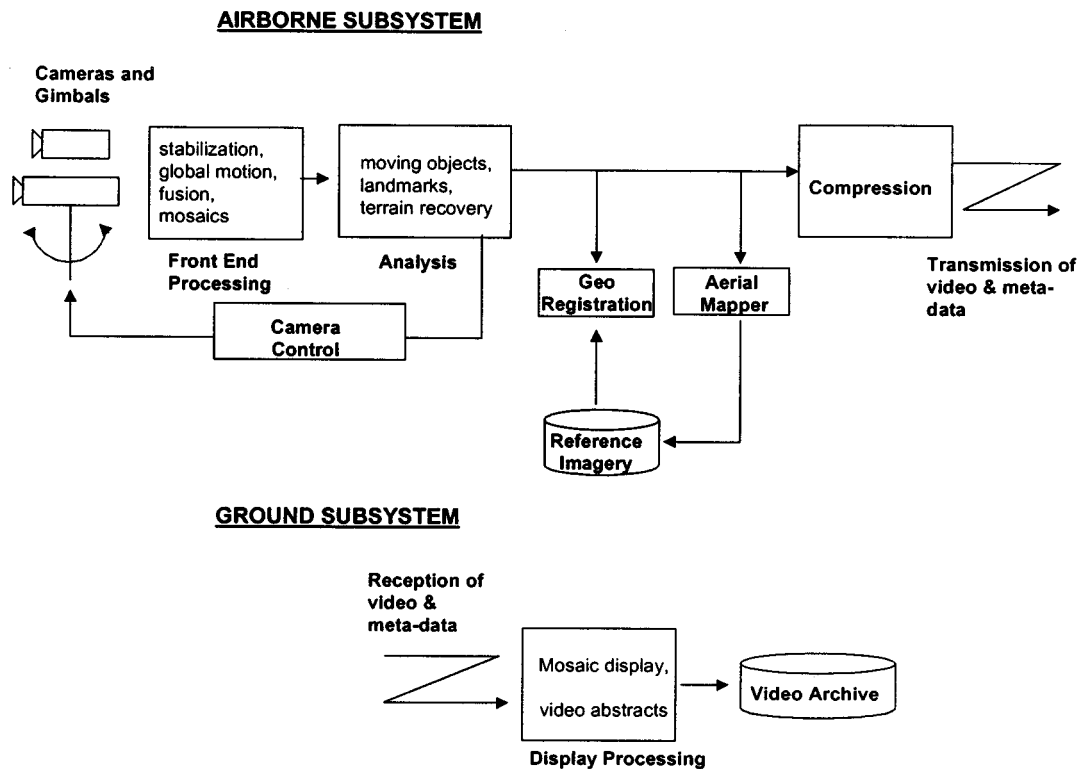 AIRBORNE SUBSYSTEM
Cameras and
Gimbals
stabilization,
global motion,
fusion,
mosaics
Front End
Processing
moving objects,
landmarks,
terrain recovery
Analysis
Camera
Control
Geo
Registration
Aerial
Mapper
Reference
Imagery
Compression
Transmission of
video & meta-
data
GROUND SUBSYSTEM
Reception of
video &
meta-data
Mosaic display,
video abstracts
Display Processing
Video Archive